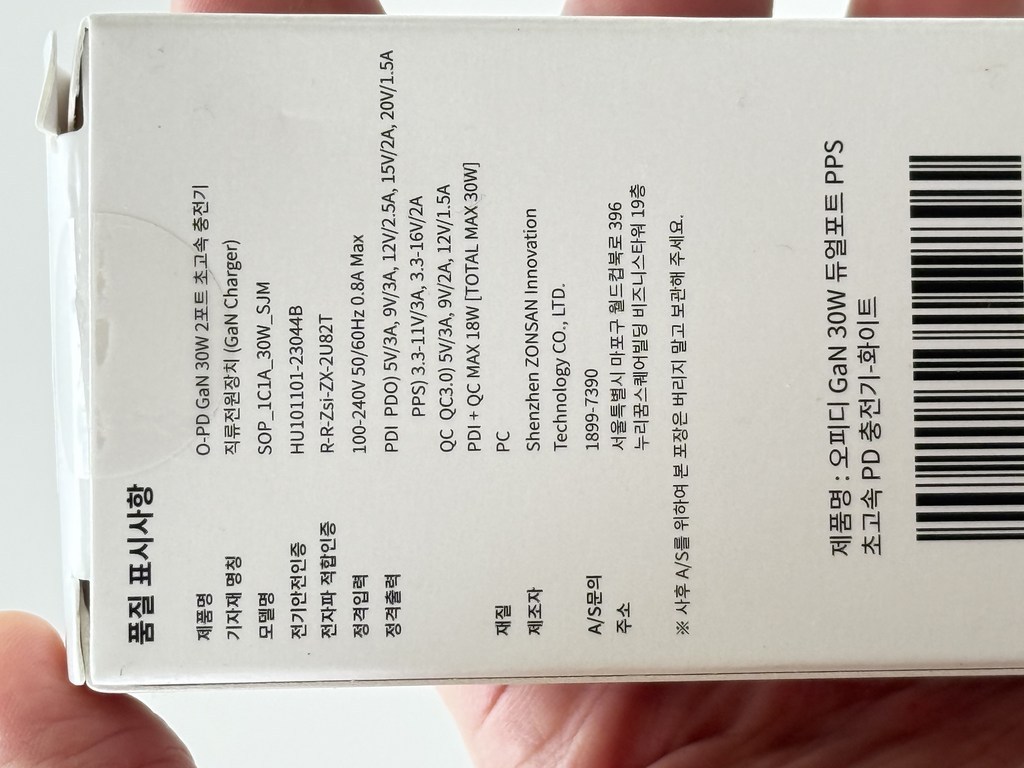 품질 표시사항
제품명 O-PD GaN 30W 2포트 초고속 충전기
기자재 명칭 직류전원장치 (GaN Charger)
모델명 SOP_1C1A_30W_SJM
전기안전인증 HU101101-23044B
전자파 적합인증 R-R-Zsi-ZX-2U82T
정격입력 100-240V 50/60Hz 0.8A Max
정격출력 PDI PDO) 5V/3A, 9V/3A, 12V/2.5A, 15V/2A, 20V/1.5A
PPS) 3.3-11V/3A, 3.3-16V/2A
QC QC3.0) 5V/3A, 9V/2A, 12V/1.5A
PDI + QC MAX 18W [TOTAL MAX 30W]
재질 PC
제조자 Shenzhen ZONSAN Innovation
Technology CO., LTD.
A/S문의 1899-7390
주소 서울특별시 마포구 월드컵북로 396
누리꿈스퀘어빌딩 비즈니스타워 19층
※ 사후 A/S를 위하여 본 포장은 버리지 말고 보관해 주세요.
제품명 : 오피디 GaN 30W 듀얼포트 PPS
초고속 PD 충전기-화이트